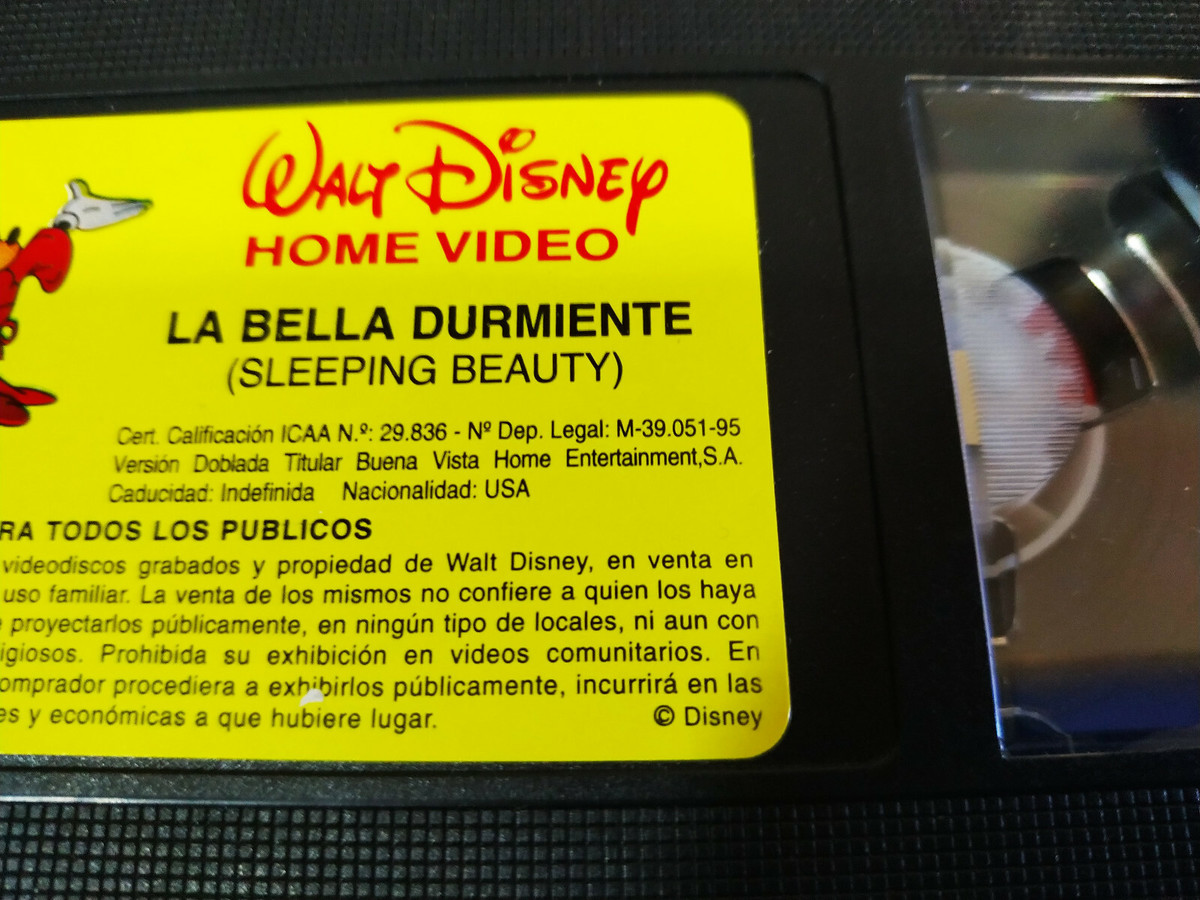 WALT DISNEY
HOME VIDEO
LA BELLA DURMIENTE
(SLEEPING BEAUTY)
Cert. Calificación ICAA N.º: 29.836 - Nº Dep. Legal: M-39.051-95
Versión Doblada Titular Buena Vista Home Entertainment,S.A.
Caducidad: Indefinida Nacionalidad: USA
RA TODOS LOS PUBLICOS
videodiscos grabados y propiedad de Walt Disney, en venta en
uso familiar. La venta de los mismos no confiere a quien los haya
e proyectarlos públicamente, en ningún tipo de locales, ni aun con
igiosos. Prohibida su exhibición en videos comunitarios. En
omprador procediera a exhibirlos públicamente, incurrirá en las
es y económicas a que hubiere lugar. © Disney